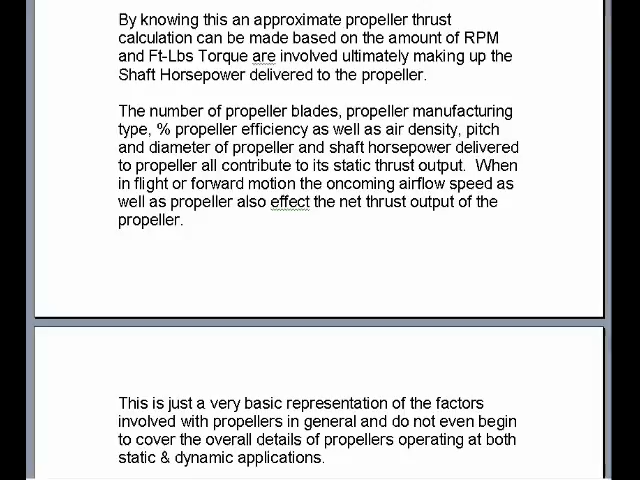 By knowing this an approximate propeller thrust
calculation can be made based on the amount of RPM
and Ft-Lbs Torque are involved ultimately making up the
Shaft Horsepower delivered to the propeller.
The number of propeller blades, propeller manufacturing
type, % propeller efficiency as well as air density, pitch
and diameter of propeller and shaft horsepower delivered
to propeller all contribute to its static thrust output.  When
in flight or forward motion the oncoming airflow speed as
well as propeller also effect the net thrust output of the
propeller.
This is just a very basic representation of the factors
involved with propellers in general and do not even begin
to cover the overall details of propellers operating at both
static & dynamic applications.